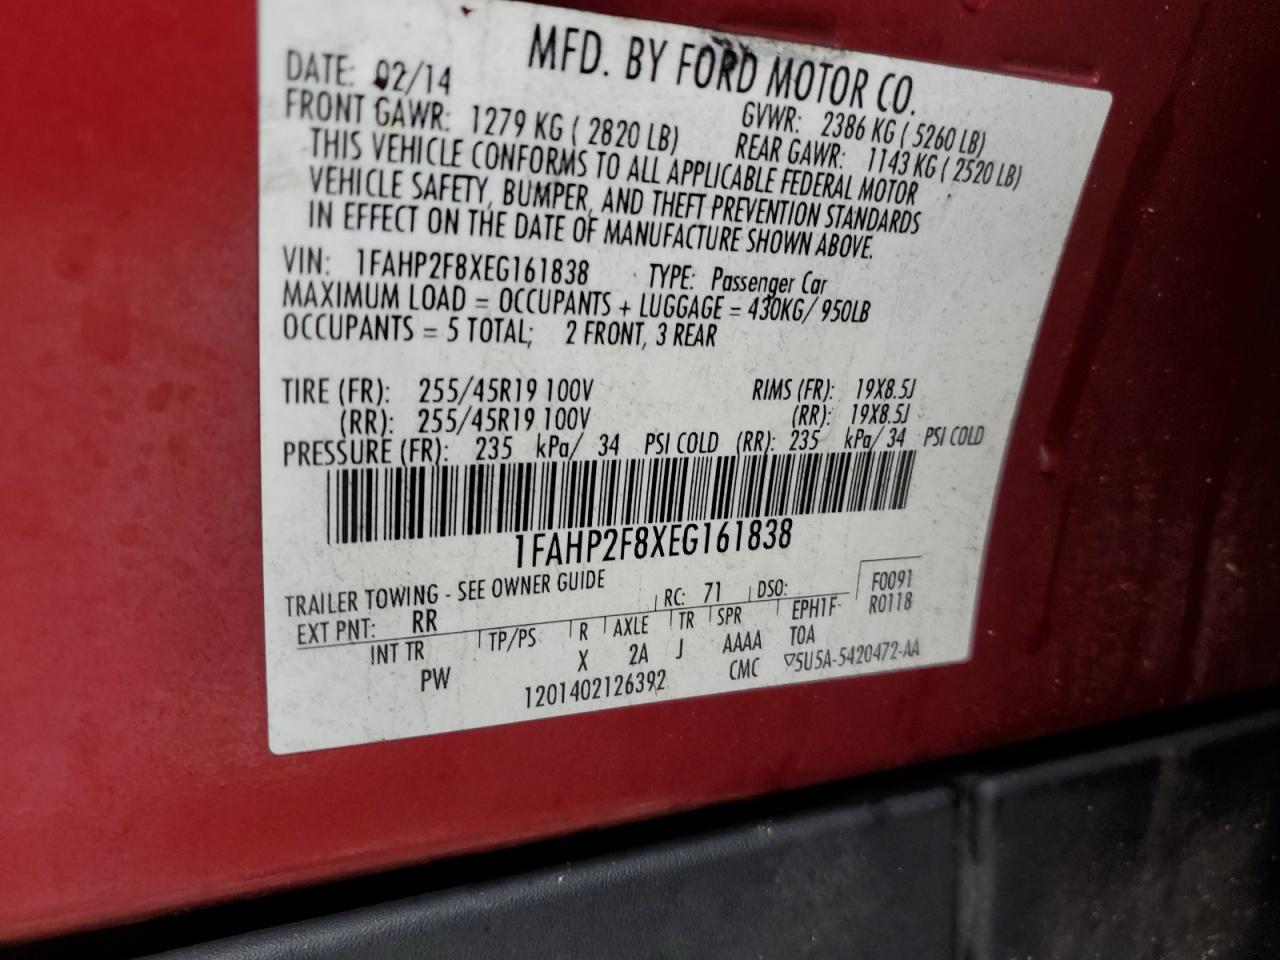 MFD. BY FORD MOTOR CO.
DATE: 02/14 GVWR: 2386 KG ( 5260 LB)
FRONT GAWR: 1279 KG ( 2820 LB) REAR GAWR: 1143 KG ( 2520 LB)
THIS VEHICLE CONFORMS TO ALL APPLICABLE FEDERAL MOTOR
VEHICLE SAFETY, BUMPER, AND THEFT PREVENTION STANDARDS
IN EFFECT ON THE DATE OF MANUFACTURE SHOWN ABOVE.
VIN: 1FAHP2F8XEG161838 TYPE: Passenger Car
MAXIMUM LOAD = OCCUPANTS + LUGGAGE = 430KG/ 950LB
OCCUPANTS = 5 TOTAL; 2 FRONT, 3 REAR
TIRE (FR): 255/45R19 100V RIMS (FR): 19X8.5J
(RR): 255/45R19 100V (RR): 19X8.5J
PRESSURE (FR): 235 kPa/ 34 PSI COLD (RR): 235 kPa/ 34 PSI COLD
1FAHP2F8XEG161838
TRAILER TOWING - SEE OWNER GUIDE
EXT PNT: RR RC: 71 DSO: F0091
R0118
INT TR TP/PS R AXLE TR SPR EPH1F-
PW X 2A J AAAA T0A
1201402126392 CMC ▽5U5A-5420472-AA